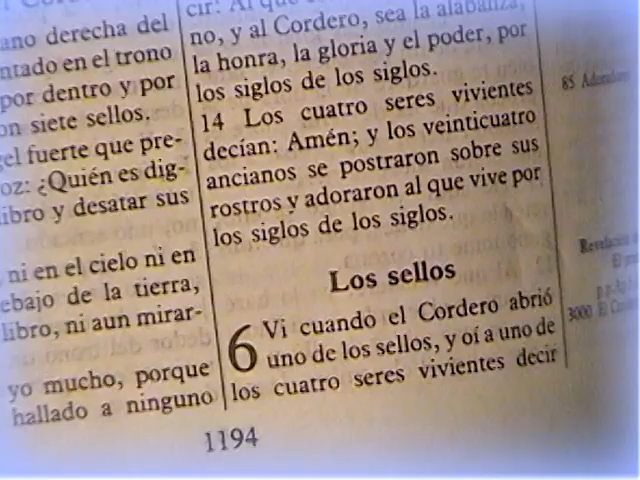 ano derecha del
ntado en el trono
por dentro y por
on siete sellos.
gel fuerte que pre-
oz: ¿Quién es dig-
ibro y desatar sus
ni en el cielo ni en
ebajo de la tierra,
libro, ni aun mirar-
yo mucho, porque
hallado a ninguno
cir: Al que
no, y al Cordero, sea la alabanza,
la honra, la gloria y el poder, por
los siglos de los siglos.
14 Los cuatro seres vivientes
decían: Amén; y los veinticuatro
ancianos se postraron sobre sus
rostros y adoraron al que vive por
los siglos de los siglos.
Los sellos
6 Vi cuando el Cordero abrió
uno de los sellos, y oí a uno de
los cuatro seres vivientes decir
85
3000 El
1194